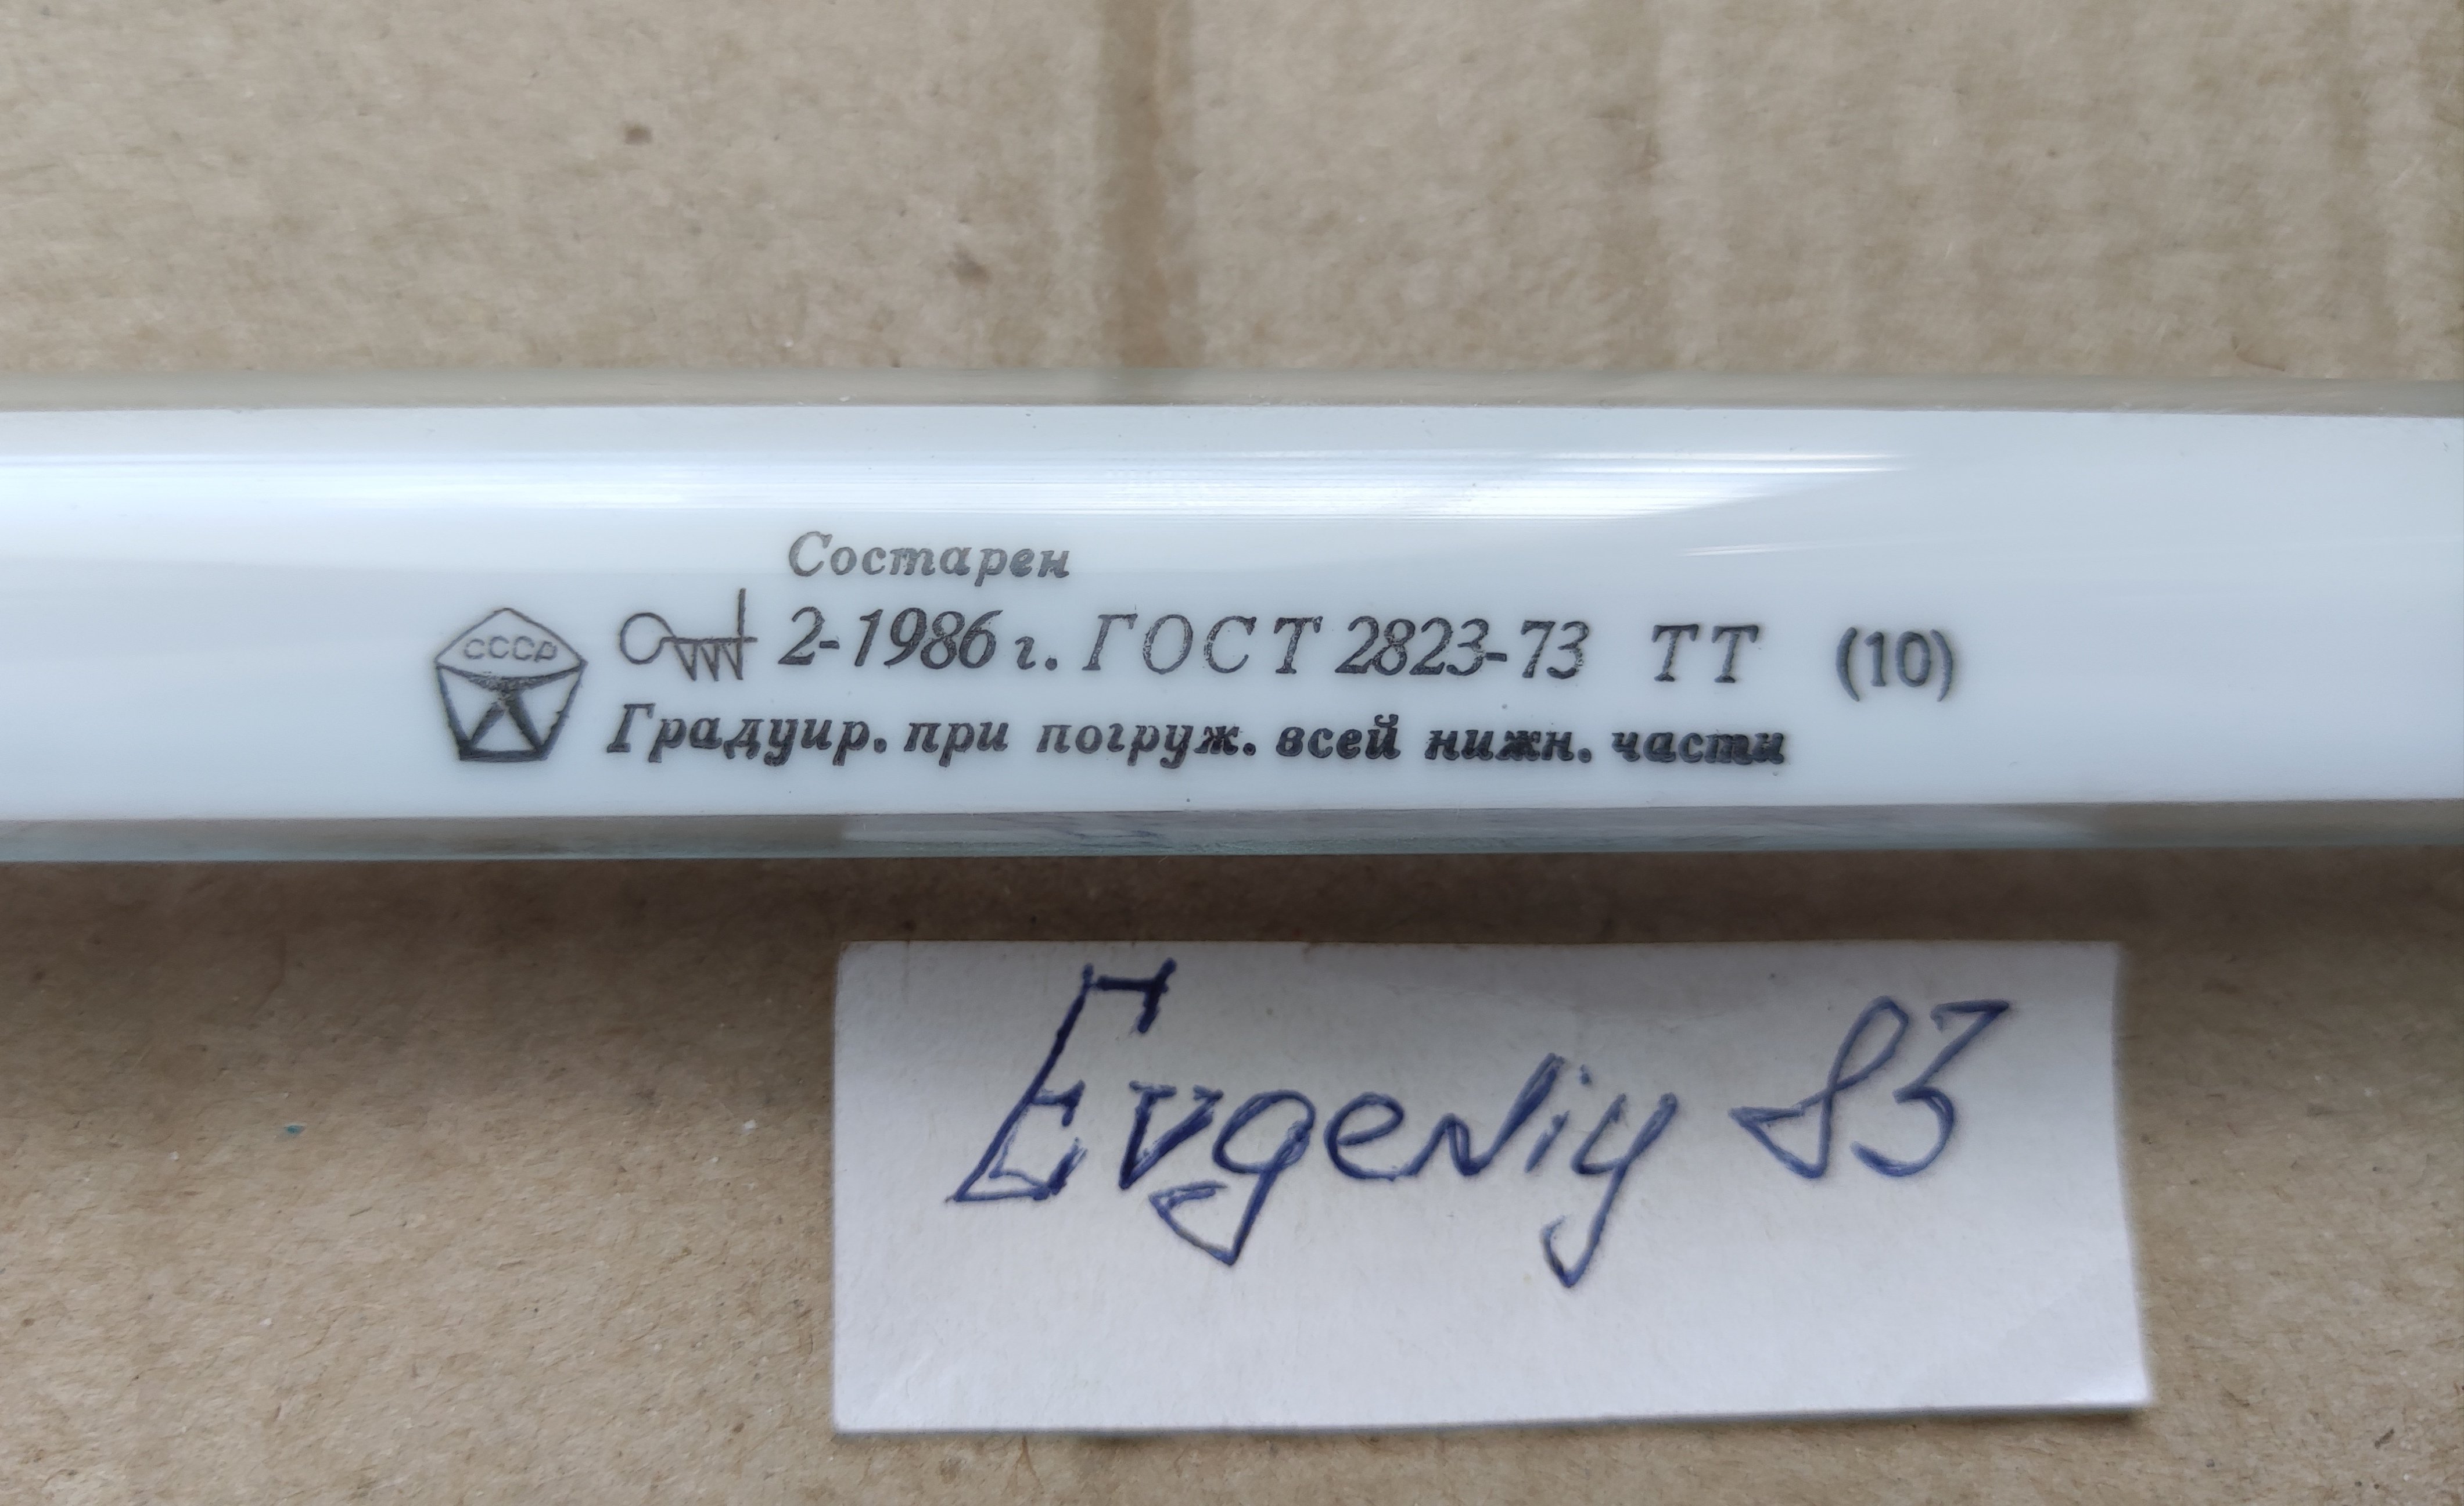 Состарен
СССР 2-1986 г. ГОСТ 2823-73 ТТ (10)
Градуир. при погруж. всей нижн. части
Evgeniy 83